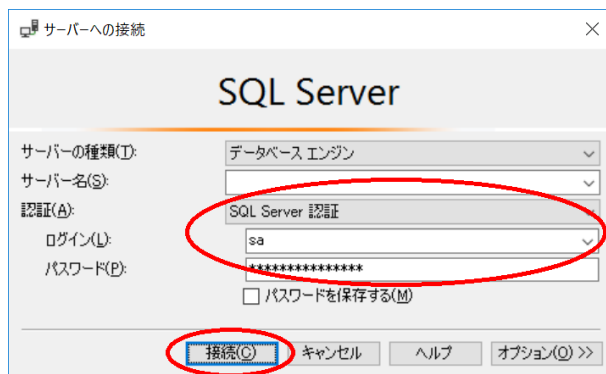 サーバーへの接続
SQL Server
サーバーの種類(T): データベース エンジン
サーバー名(S):
認証(A): SQL Server 認証
ログイン(L): sa
パスワード(P): ***************
パスワードを保存する(M)
接続(C) キャンセル ヘルプ オプション(O) >>